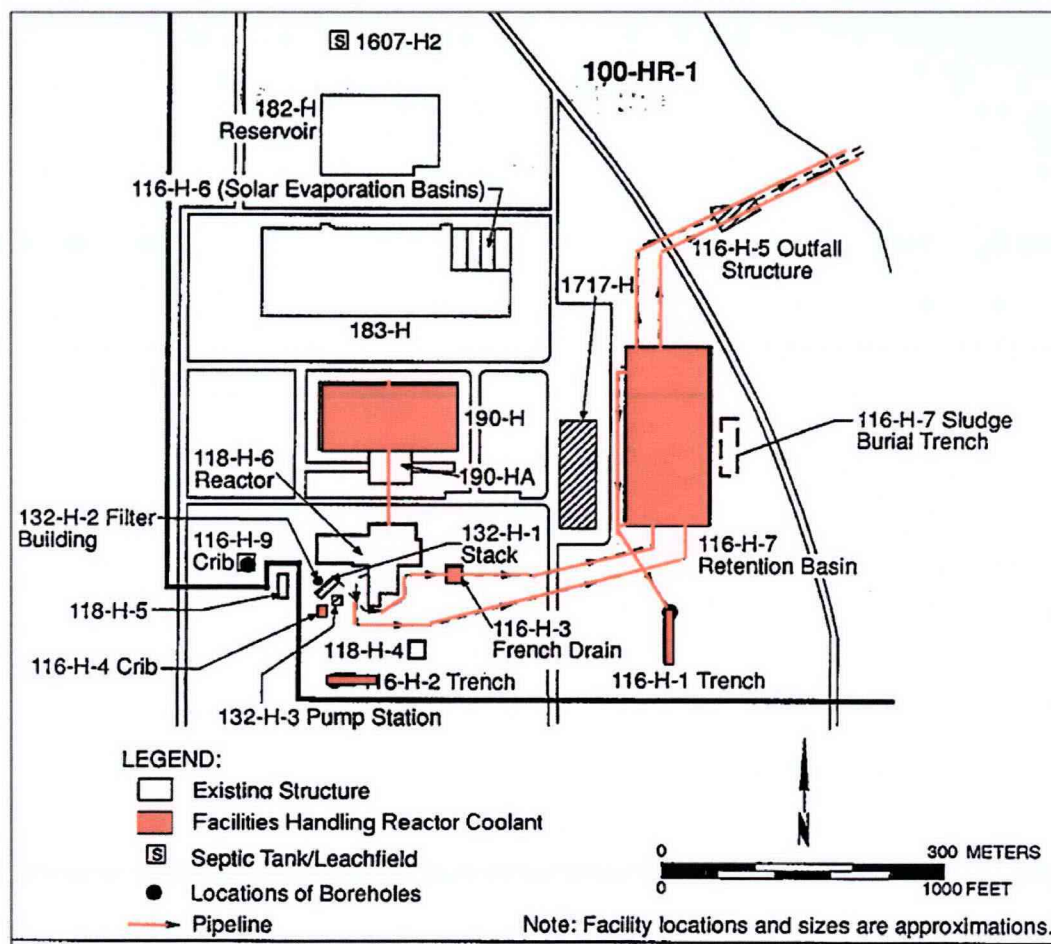 S 1607-H2
100-HR-1
182-H
Reservoir
116-H-6 (Solar Evaporation Basins)
116-H-5 Outfall
Structure
1717-H
183-H
190-H
116-H-7 Sludge
Burial Trench
118-H-6
Reactor
190-HA
132-H-2 Filter
Building
132-H-1
Stack
116-H-9
Crib
116-H-7
Retention Basin
118-H-5
116-H-3
French Drain
118-H-4
116-H-4 Crib
16-H-2 Trench
116-H-1 Trench
132-H-3 Pump Station
LEGEND:
Existing Structure
Facilities Handling Reactor Coolant
S Septic Tank/Leachfield
Locations of Boreholes
Pipeline
N
0 300 METERS
0 1000 FEET
Note: Facility locations and sizes are approximations.